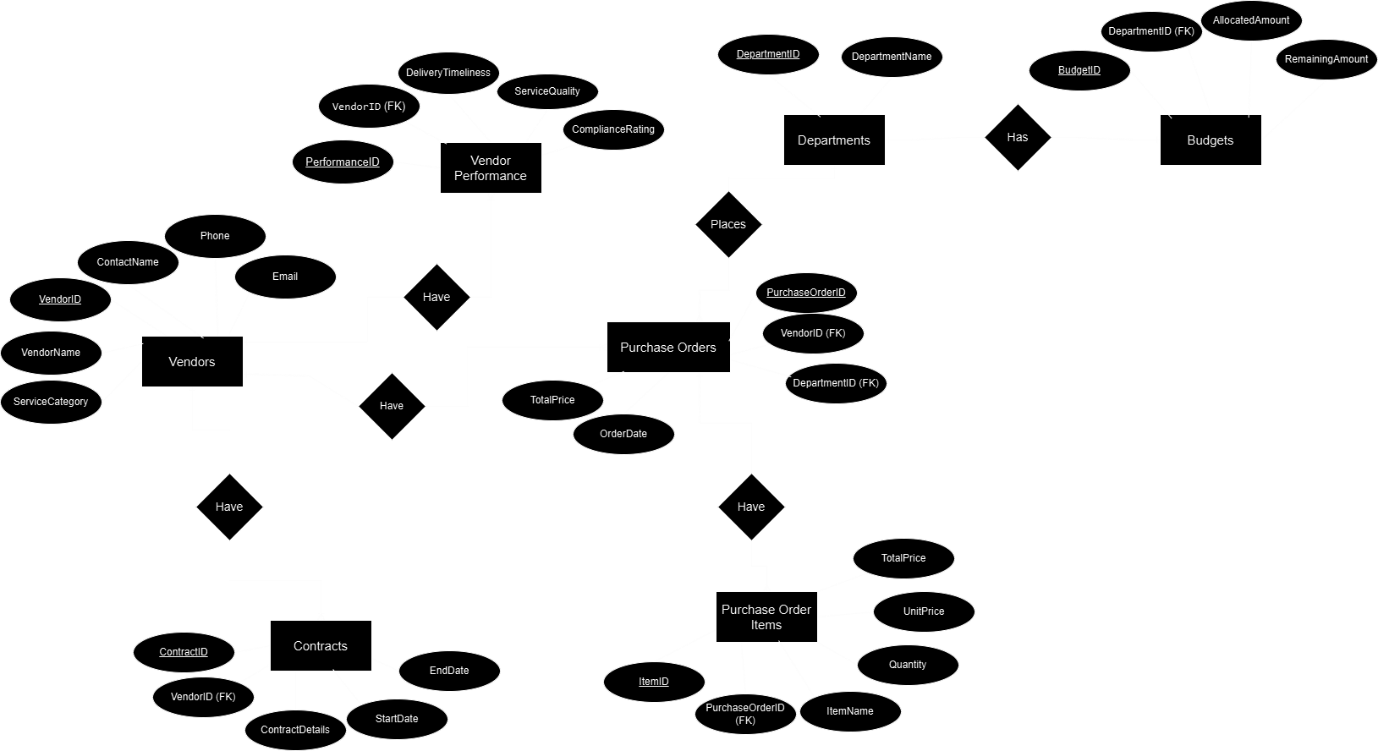 AllocatedAmount
DepartmentID (FK)
DepartmentID
DepartmentName
RemainingAmount
BudgetID
DeliveryTimeliness
ServiceQuality
VendorID (FK)
ComplianceRating
PerformanceID
Vendor
Performance
Departments
Has
Budgets
Places
Phone
ContactName
Email
VendorID
Have
PurchaseOrderID
VendorID (FK)
VendorName
Vendors
Purchase Orders
DepartmentID (FK)
ServiceCategory
Have
TotalPrice
OrderDate
Have
Have
TotalPrice
Purchase Order
Items
UnitPrice
ContractID
Contracts
EndDate
Quantity
VendorID (FK)
ItemID
ContractDetails
StartDate
PurchaseOrderID
(FK)
ItemName